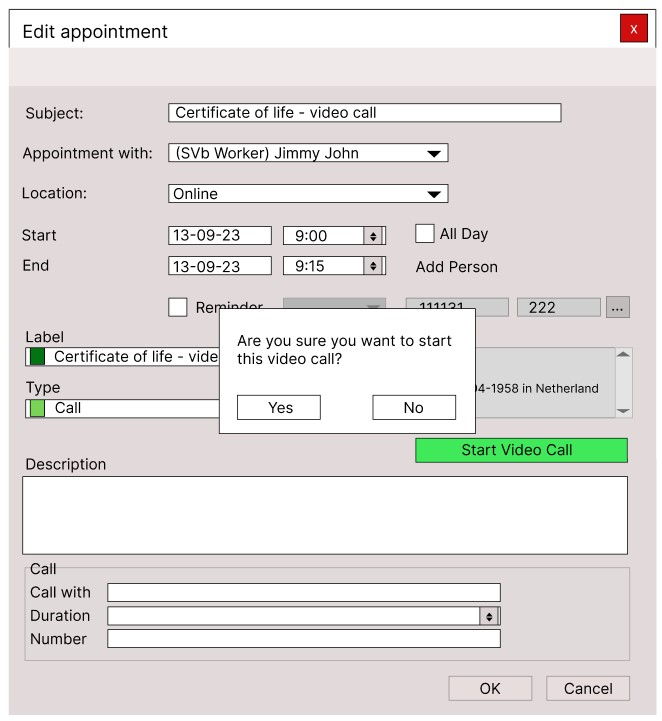 Edit appointment
x
Subject:
Certificate of life - video call
Appointment with:
(SVb Worker) Jimmy John
Location:
Online
Start
13-09-23
9:00
All Day
End
13-09-23
9:15
Add Person
Reminder
111131
222
...
Are you sure you want to start
this video call?
Label
Certificate of life - vide
4-1958 in Netherland
Type
Call
Yes
No
Start Video Call
Description
Call
Call with
Duration
Number
OK
Cancel